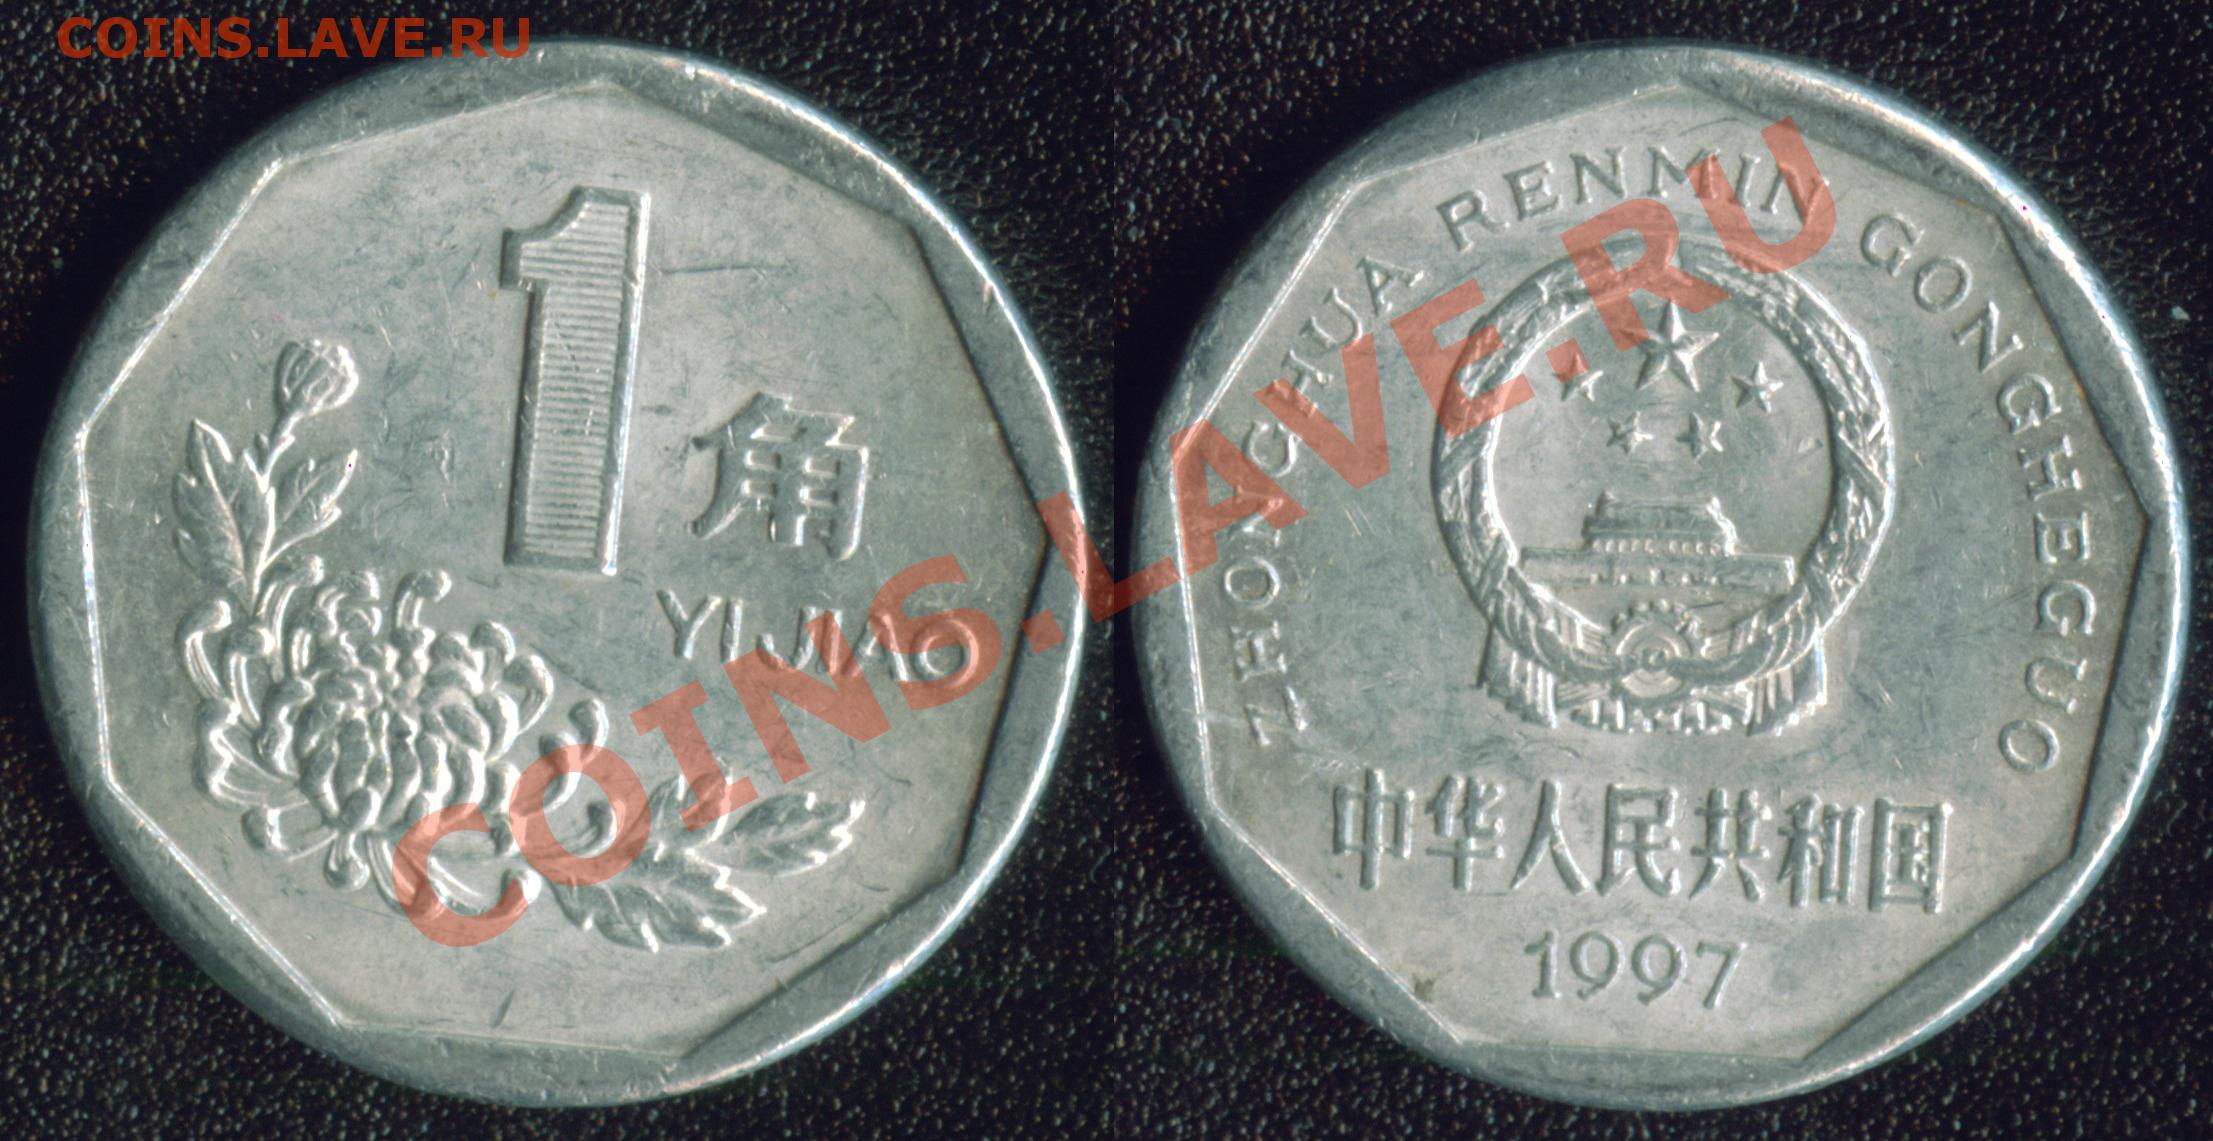 COINS.LAVE.RU
1角
YI JIAO
ZHONGHUA RENMIN GONGHEGUO
中华人民共和国
1997
COINS.LAVE.RU